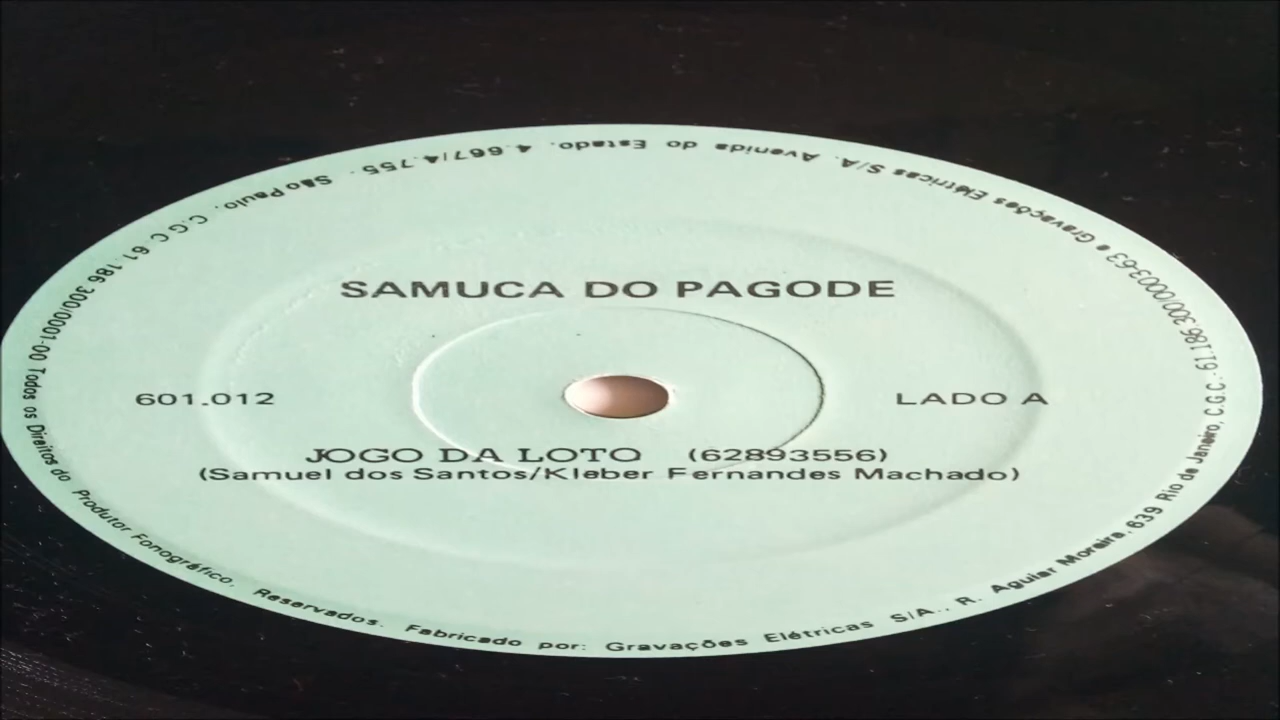 SAMUCA DO PAGODE
601.012
LADO A
JOGO DA LOTO (62893556)
(Samuel dos Santos/Kleber Fernandes Machado)
Todos os Direitos do Produtor Fonográfico, Reservados. Fabricado por: Gravações Elétricas S/A., R. Aguiar Moreira, 639 Rio de Janeiro, C.G.C.: 61.186.300/0003-63 e Gravações Elétricas S/A. Avenida do Estado, 4.667/4.755 - São Paulo, C.G.C 61.186.300/0001-00